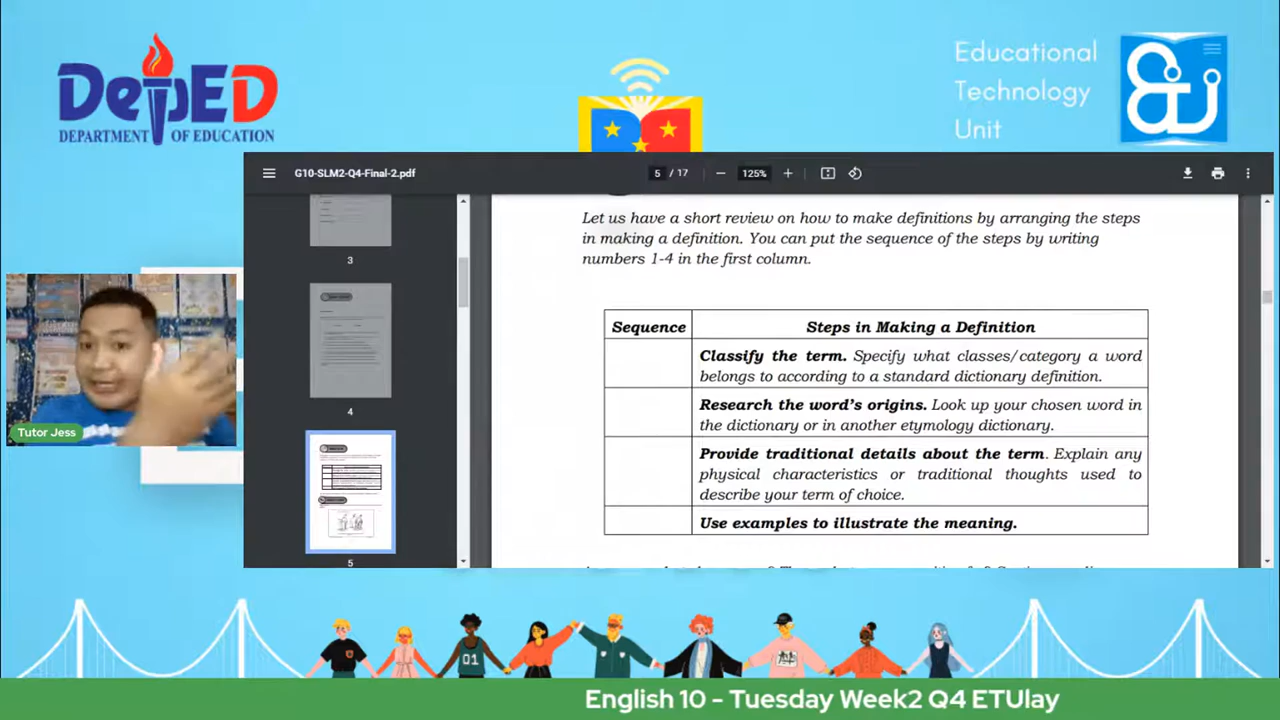 DepED
DEPARTMENT OF EDUCATION
Educational
Technology
Unit
G10-SLM2-Q4-Final-2.pdf
5 / 17
125%
3
4
5
Let us have a short review on how to make definitions by arranging the steps
in making a definition. You can put the sequence of the steps by writing
numbers 1-4 in the first column.
Sequence
Steps in Making a Definition
Classify the term. Specify what classes/category a word
belongs to according to a standard dictionary definition.
Research the word's origins. Look up your chosen word in
the dictionary or in another etymology dictionary.
Provide traditional details about the term. Explain any
physical characteristics or traditional thoughts used to
describe your term of choice.
Use examples to illustrate the meaning.
Tutor Jess
01
English 10 - Tuesday Week2 Q4 ETUlay